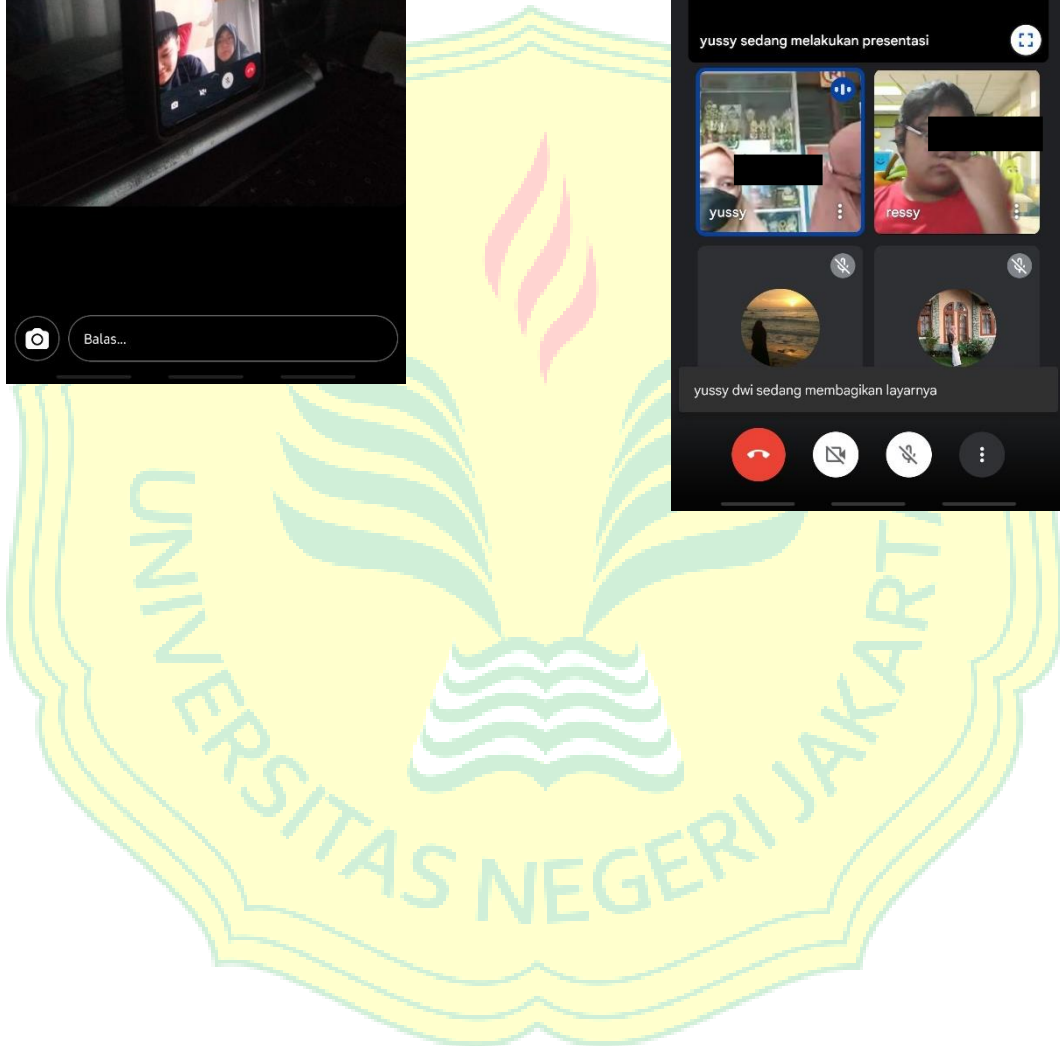 Balas...
yussy sedang melakukan presentasi
yussy
ressy
yussy dwi sedang membagikan layarnya
UNIVERSITAS NEGERI JAKARTA